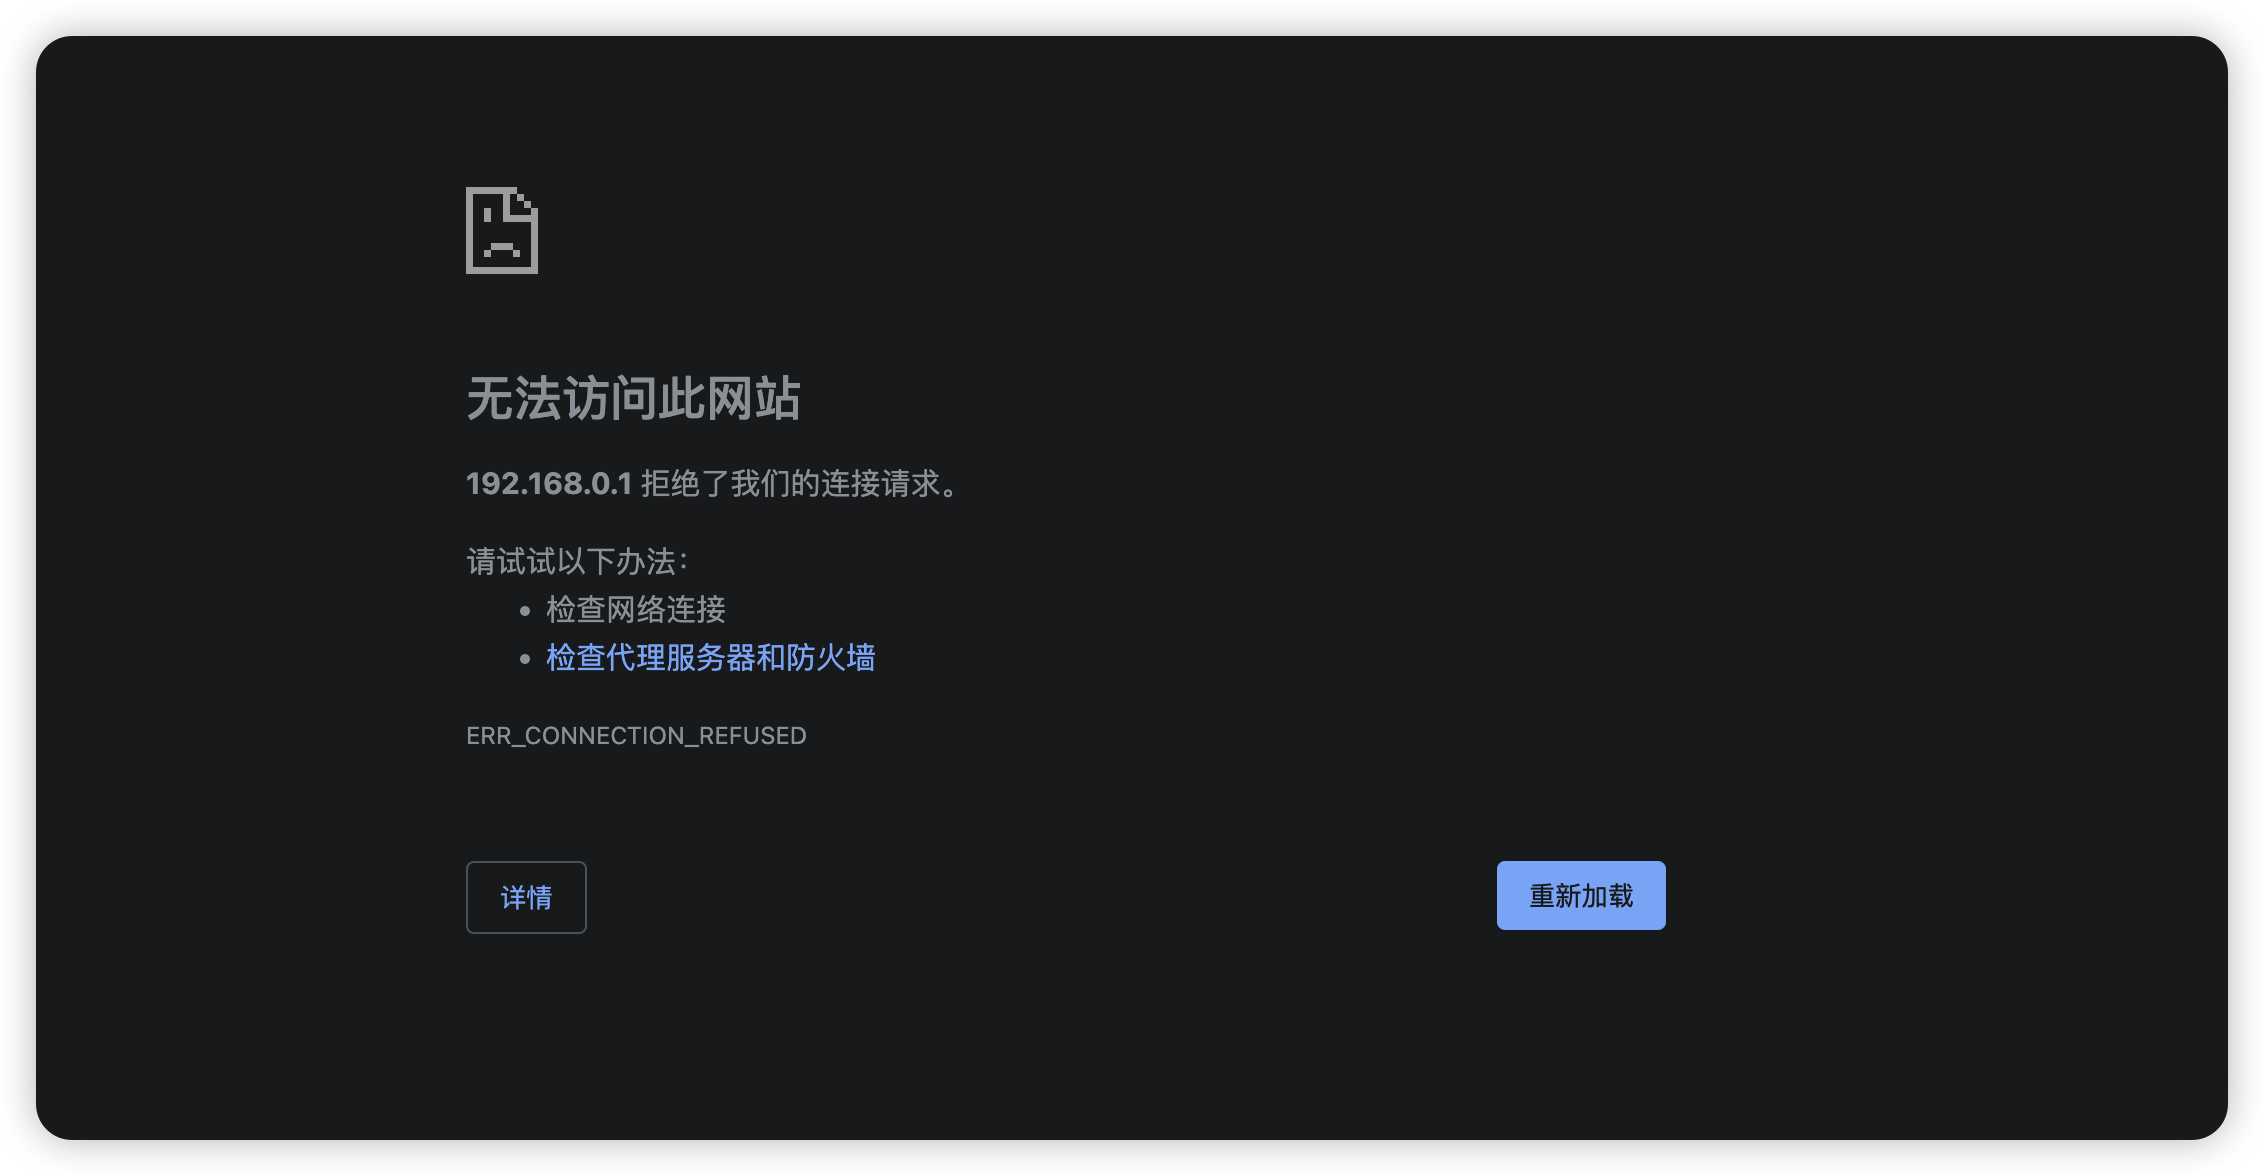 无法访问此网站
192.168.0.1 拒绝了我们的连接请求。
请试试以下办法：
检查网络连接
检查代理服务器和防火墙
ERR_CONNECTION_REFUSED
详情
重新加载